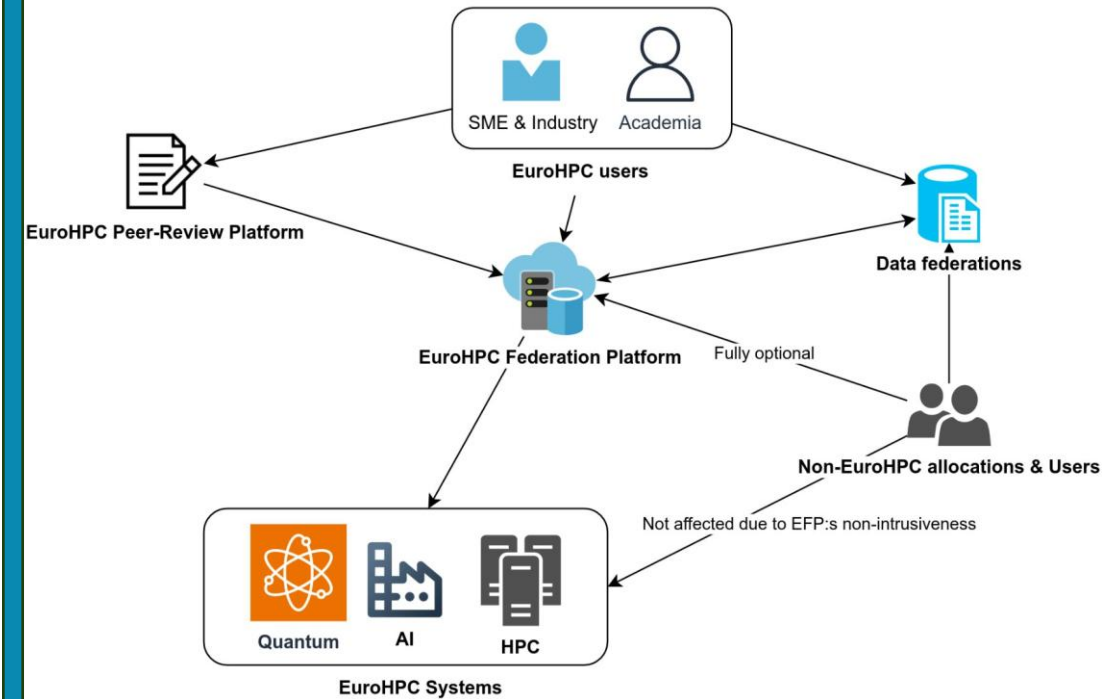 SME & Industry
Academia
EuroHPC users
EuroHPC Peer-Review Platform
Data federations
EuroHPC Federation Platform
Fully optional
Non-EuroHPC allocations & Users
Not affected due to EFP:s non-intrusiveness
Quantum
AI
HPC
EuroHPC Systems